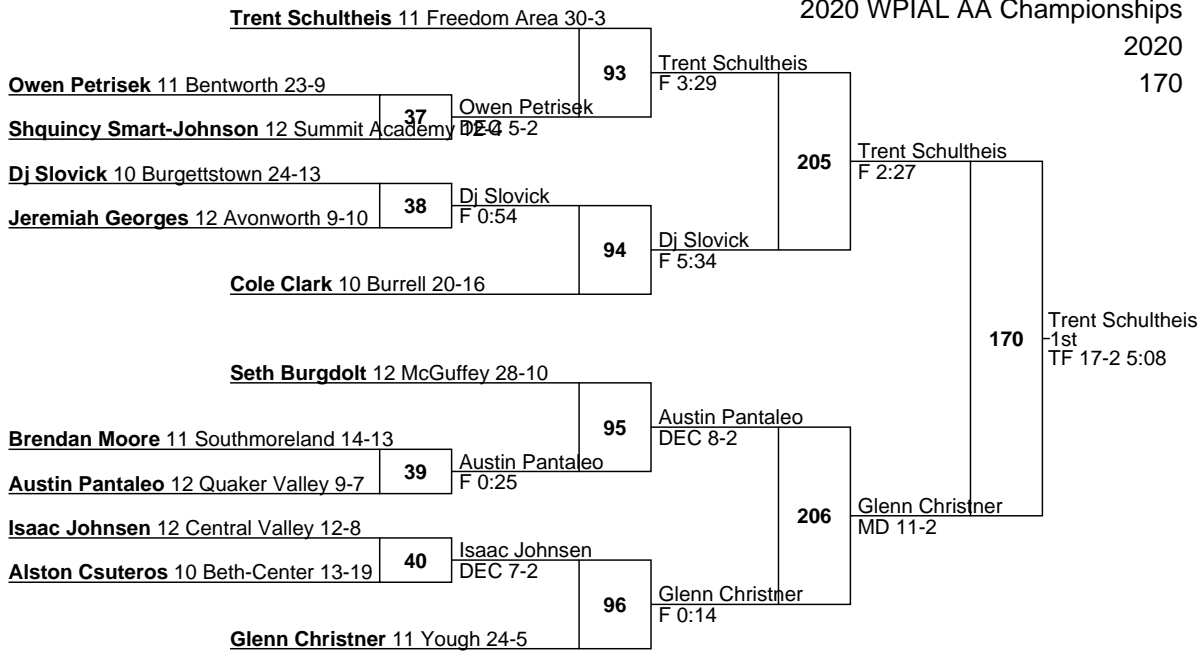 2020 WPIAL AA Championships
2020
170
Trent Schultheis 11 Freedom Area 30-3
93
Trent Schultheis
F 3:29
Owen Petrisek 11 Bentworth 23-9
37
Owen Petrisek
DEC 5-2
Shquincy Smart-Johnson 12 Summit Academy 12-4
205
Trent Schultheis
F 2:27
Dj Slovick 10 Burgettstown 24-13
38
Dj Slovick
F 0:54
Jeremiah Georges 12 Avonworth 9-10
94
Dj Slovick
F 5:34
Cole Clark 10 Burrell 20-16
170
Trent Schultheis
1st
TF 17-2 5:08
Seth Burgdolt 12 McGuffey 28-10
95
Austin Pantaleo
DEC 8-2
Brendan Moore 11 Southmoreland 14-13
39
Austin Pantaleo
F 0:25
Austin Pantaleo 12 Quaker Valley 9-7
206
Glenn Christner
MD 11-2
Isaac Johnsen 12 Central Valley 12-8
40
Isaac Johnsen
DEC 7-2
Alston Csuteros 10 Beth-Center 13-19
96
Glenn Christner
F 0:14
Glenn Christner 11 Yough 24-5